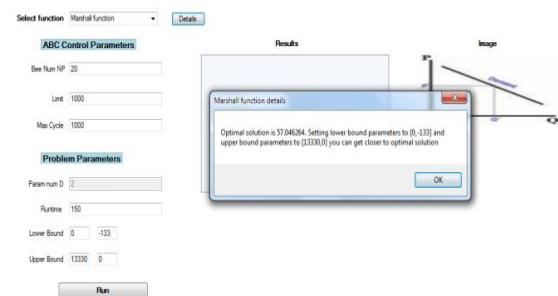 Select function Marshall function Details
ABC Control Parameters
Results
Image
Bee Num NP 20
Limit 1000
Max Cycle 1000
Problem Parameters
Param num D 2
Runtime 150
Lower Bound 0 -133
Upper Bound 13330 0
Run
P
Q
Marshall function details
Optimal solution is 57.046264. Setting lower bound parameters to [0,-133] and
upper bound parameters to [13330,0] you can get closer to optimal solution
OK